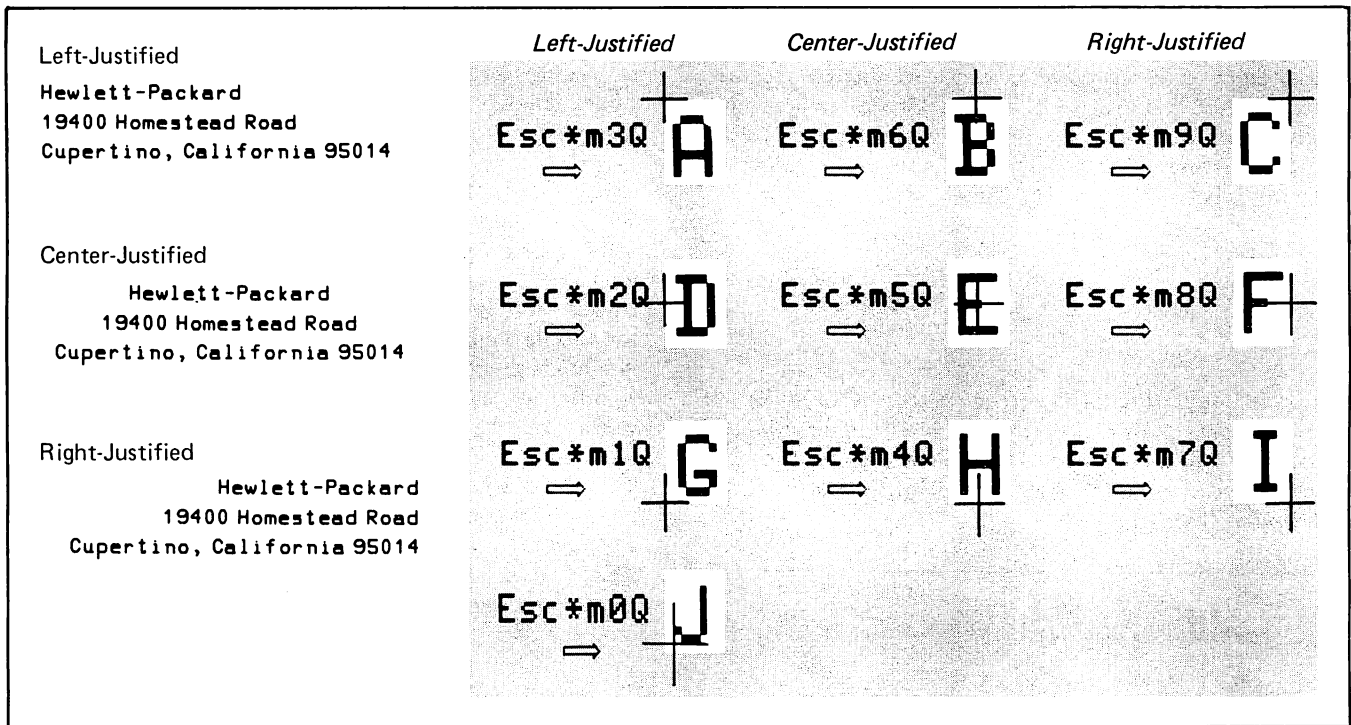 Left-Justified
Hewlett-Packard
19400 Homestead Road
Cupertino, California 95014
Center-Justified
Hewlett-Packard
19400 Homestead Road
Cupertino, California 95014
Right-Justified
Hewlett-Packard
19400 Homestead Road
Cupertino, California 95014
Left-Justified Center-Justified Right-Justified
Esc*m3Q A Esc*m6Q B Esc*m9Q C
Esc*m2Q D Esc*m5Q E Esc*m8Q F
Esc*m1Q G Esc*m4Q H Esc*m7Q I
Esc*m0Q J